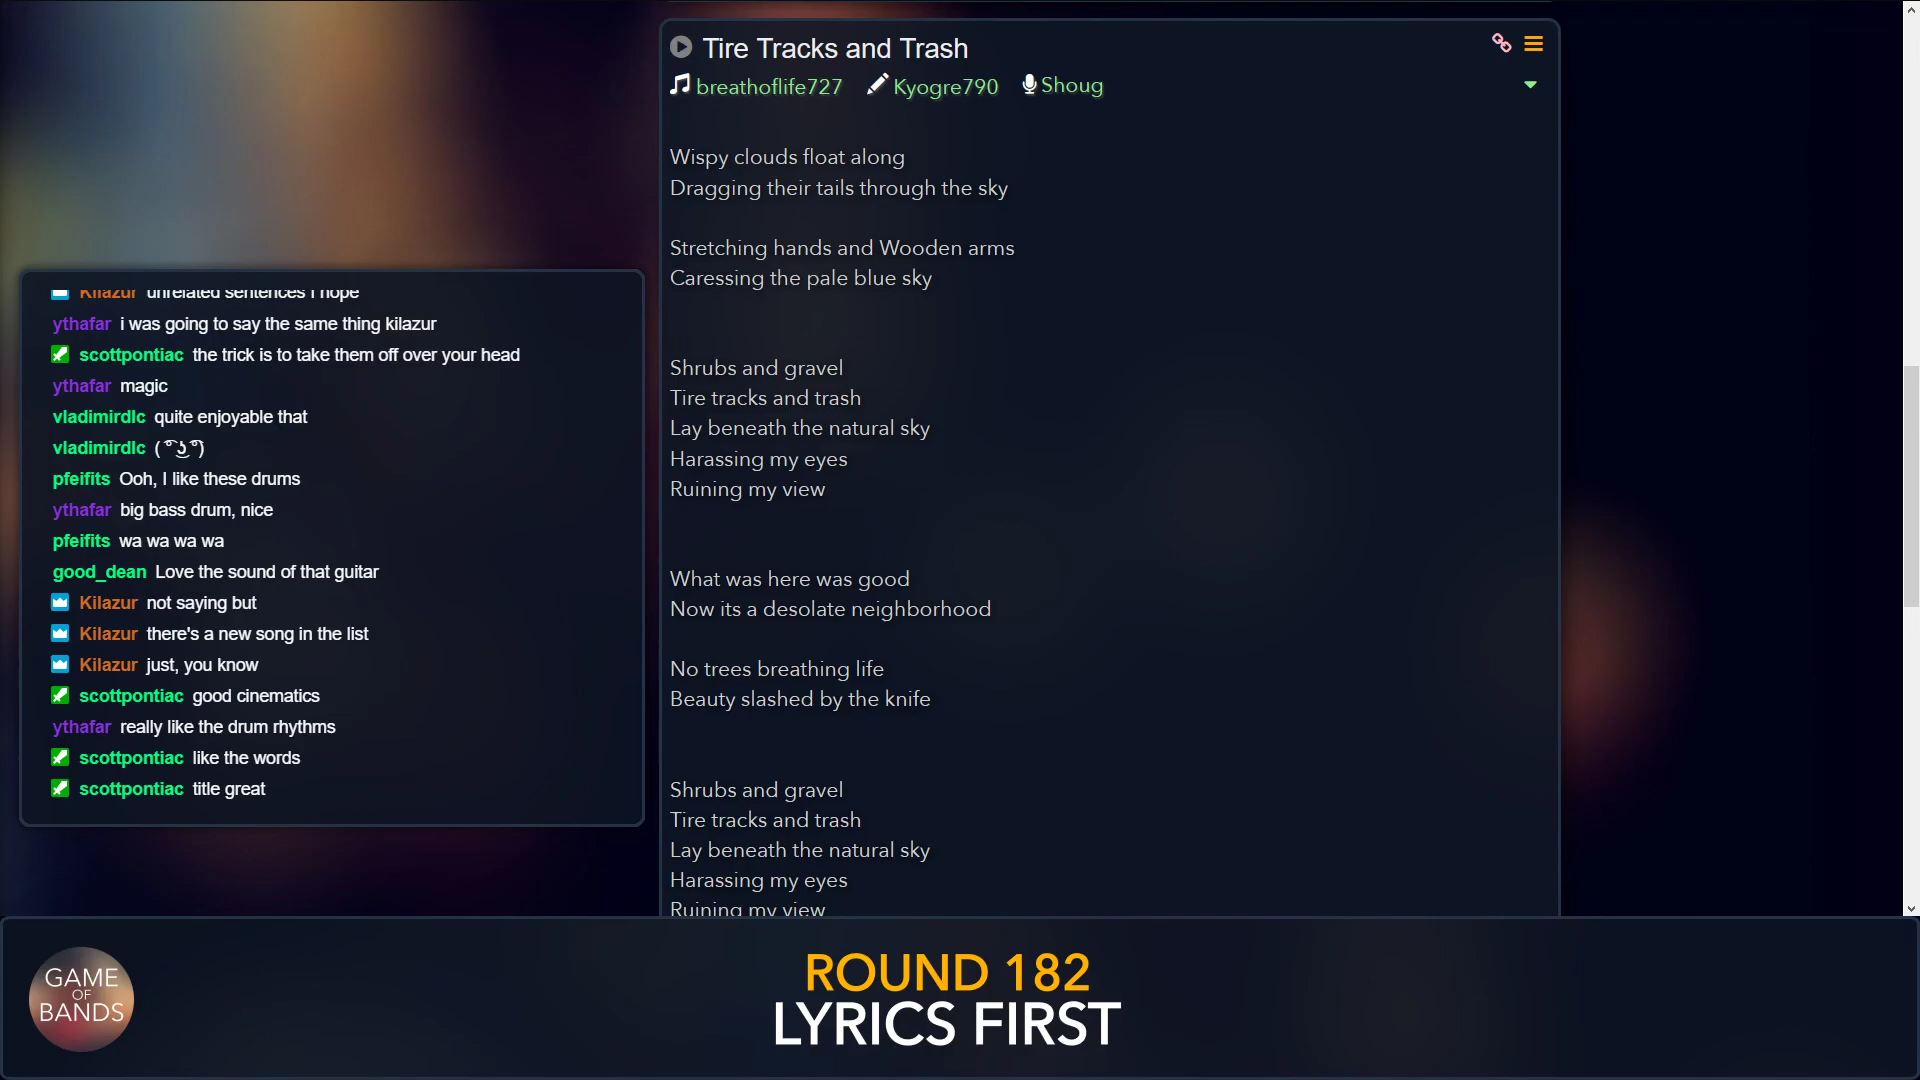 Tire Tracks and Trash
breathoflife727 Kyogre790 Shoug
Wispy clouds float along
Dragging their tails through the sky
Stretching hands and Wooden arms
Caressing the pale blue sky
Shrubs and gravel
Tire tracks and trash
Lay beneath the natural sky
Harassing my eyes
Ruining my view
What was here was good
Now its a desolate neighborhood
No trees breathing life
Beauty slashed by the knife
Shrubs and gravel
Tire tracks and trash
Lay beneath the natural sky
Harassing my eyes
Ruining my view
Kilazur unrelated sentences I hope
ythafar i was going to say the same thing kilazur
scottpontiac the trick is to take them off over your head
ythafar magic
vladimirdlc quite enjoyable that
vladimirdlc ( ͡° ͜ʖ ͡°)
pfeifits Ooh, I like these drums
ythafar big bass drum, nice
pfeifits wa wa wa wa
good_dean Love the sound of that guitar
Kilazur not saying but
Kilazur there's a new song in the list
Kilazur just, you know
scottpontiac good cinematics
ythafar really like the drum rhythms
scottpontiac like the words
scottpontiac title great
GAME
OF
BANDS
ROUND 182
LYRICS FIRST